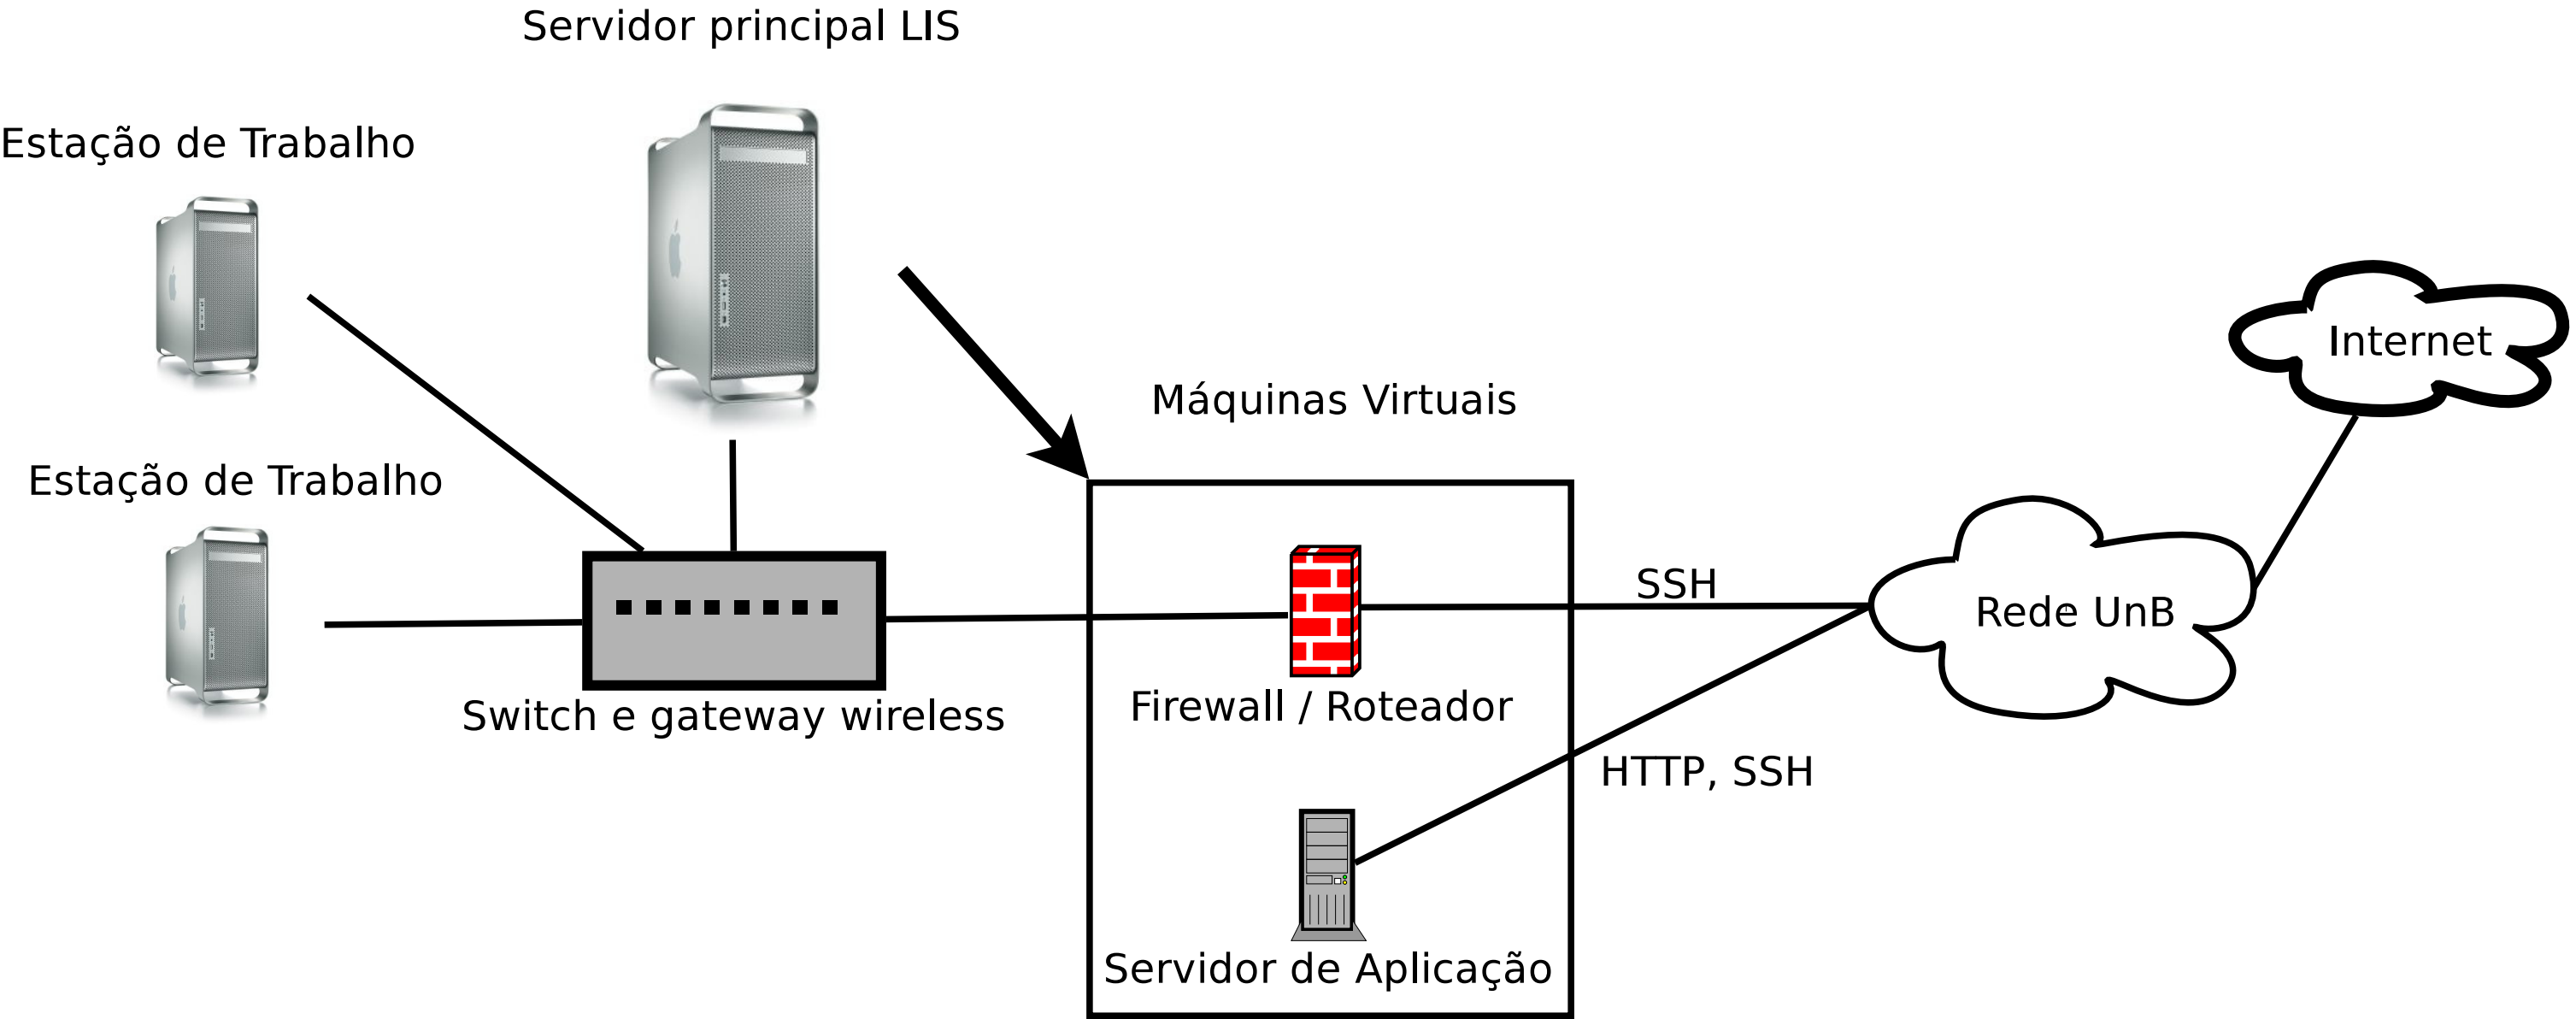 Servidor principal LIS
Estação de Trabalho
Máquinas Virtuais
Internet
Estação de Trabalho
SSH
Rede UnB
Switch e gateway wireless
Firewall / Roteador
HTTP, SSH
Servidor de Aplicação